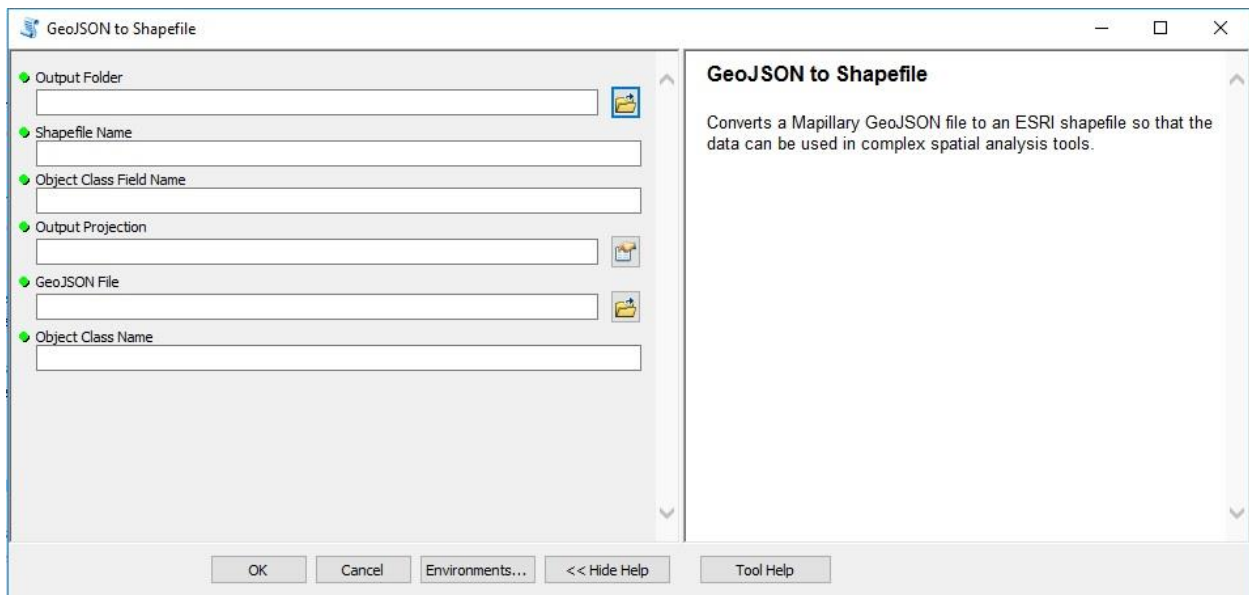 GeoJSON to Shapefile
Output Folder
Shapefile Name
Object Class Field Name
Output Projection
GeoJSON File
Object Class Name
GeoJSON to Shapefile
Converts a Mapillary GeoJSON file to an ESRI shapefile so that the
data can be used in complex spatial analysis tools.
OK
Cancel
Environments...
<< Hide Help
Tool Help